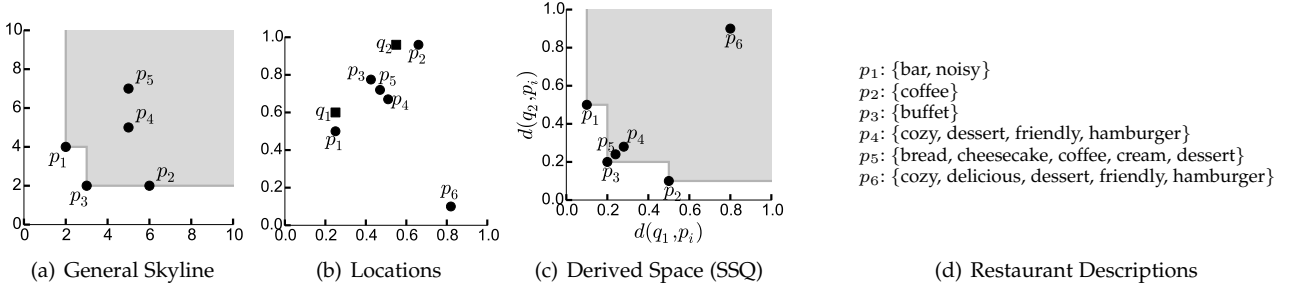 10
8
6
4
2
0
0
2
4
6
8
10
p5
p4
p1
p3
p2
(a) General Skyline
1.0
0.8
0.6
0.4
0.2
0.0
0.0
0.2
0.4
0.6
0.8
1.0
q2
p2
p3
p5
p4
q1
p1
p6
(b) Locations
1.0
0.8
0.6
0.4
0.2
0.0
0.0
0.2
0.4
0.6
0.8
1.0
d(q2,pi)
d(q1,pi)
p6
p1
p5
p4
p3
p2
(c) Derived Space (SSQ)
p1: {bar, noisy}
p2: {coffee}
p3: {buffet}
p4: {cozy, dessert, friendly, hamburger}
p5: {bread, cheesecake, coffee, cream, dessert}
p6: {cozy, delicious, dessert, friendly, hamburger}
(d) Restaurant Descriptions